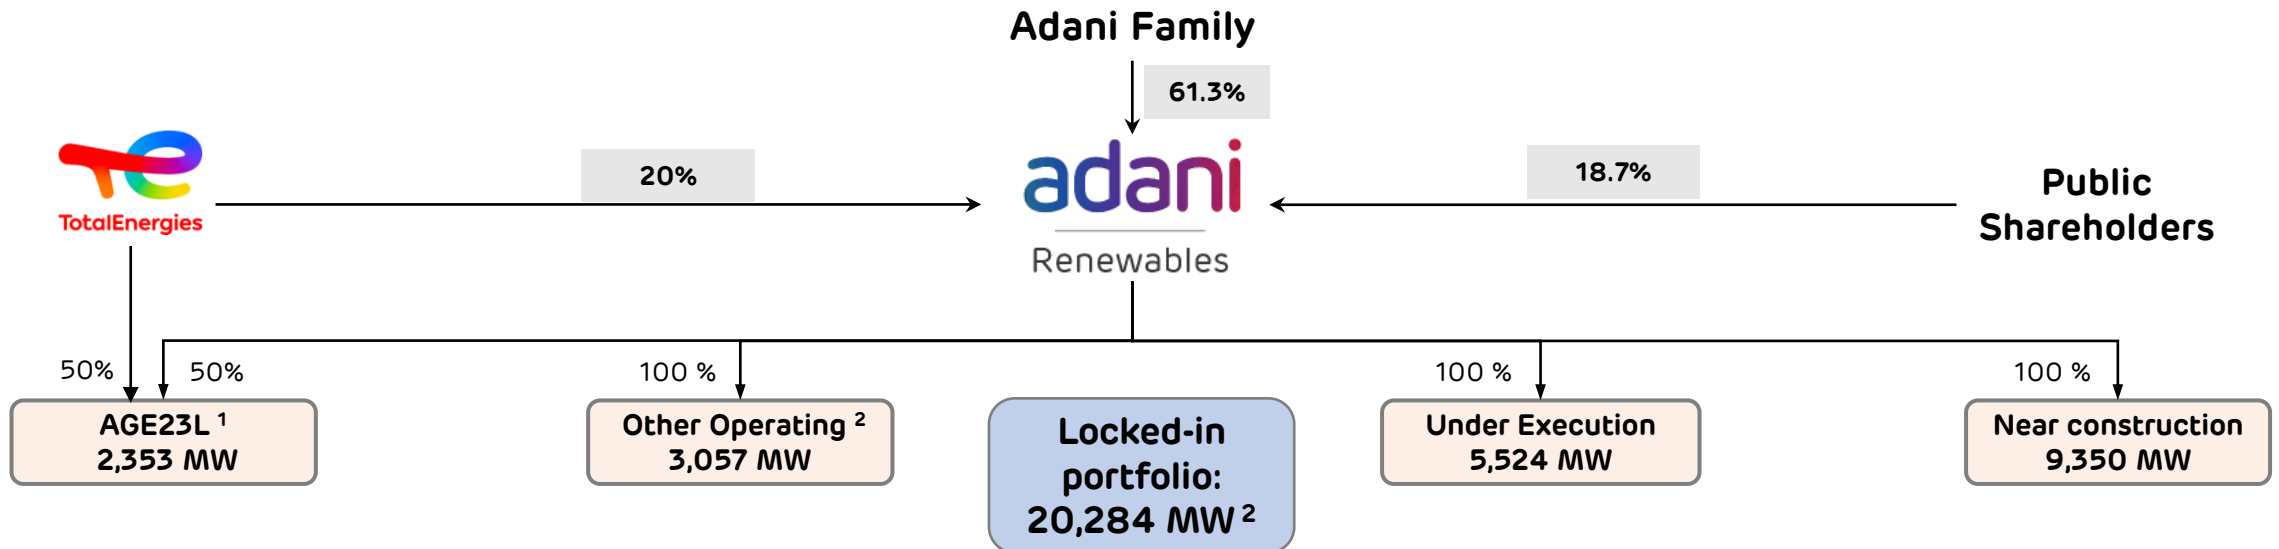 Adani Family
61.3%
TotalEnergies
20%
adani
Renewables
18.7%
Public
Shareholders
50%
50%
100 %
100 %
100 %
AGE23L ¹
2,353 MW
Other Operating ²
3,057 MW
Locked-in
portfolio:
20,284 MW ²
Under Execution
5,524 MW
Near construction
9,350 MW